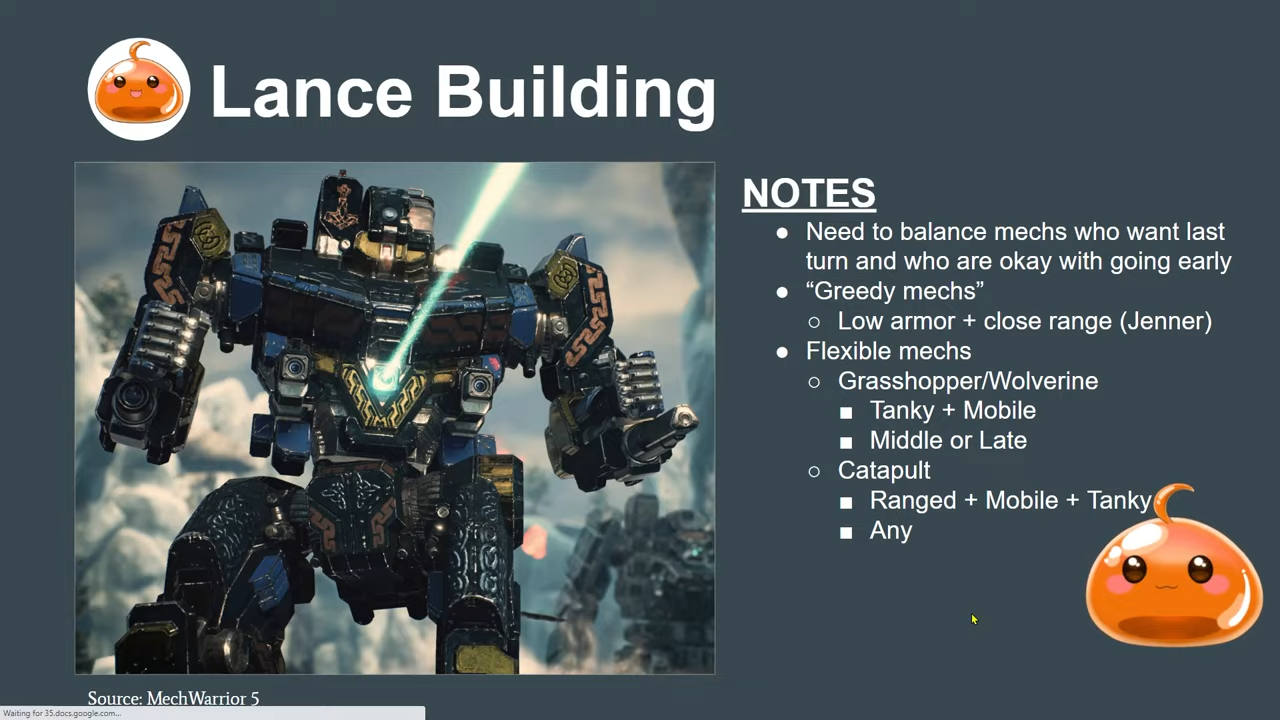 Lance Building
NOTES
● Need to balance mechs who want last
turn and who are okay with going early
● “Greedy mechs”
○ Low armor + close range (Jenner)
● Flexible mechs
○ Grasshopper/Wolverine
■ Tanky + Mobile
■ Middle or Late
○ Catapult
■ Ranged + Mobile + Tanky
■ Any
Source: MechWarrior 5
Waiting for 35.docs.google.com...